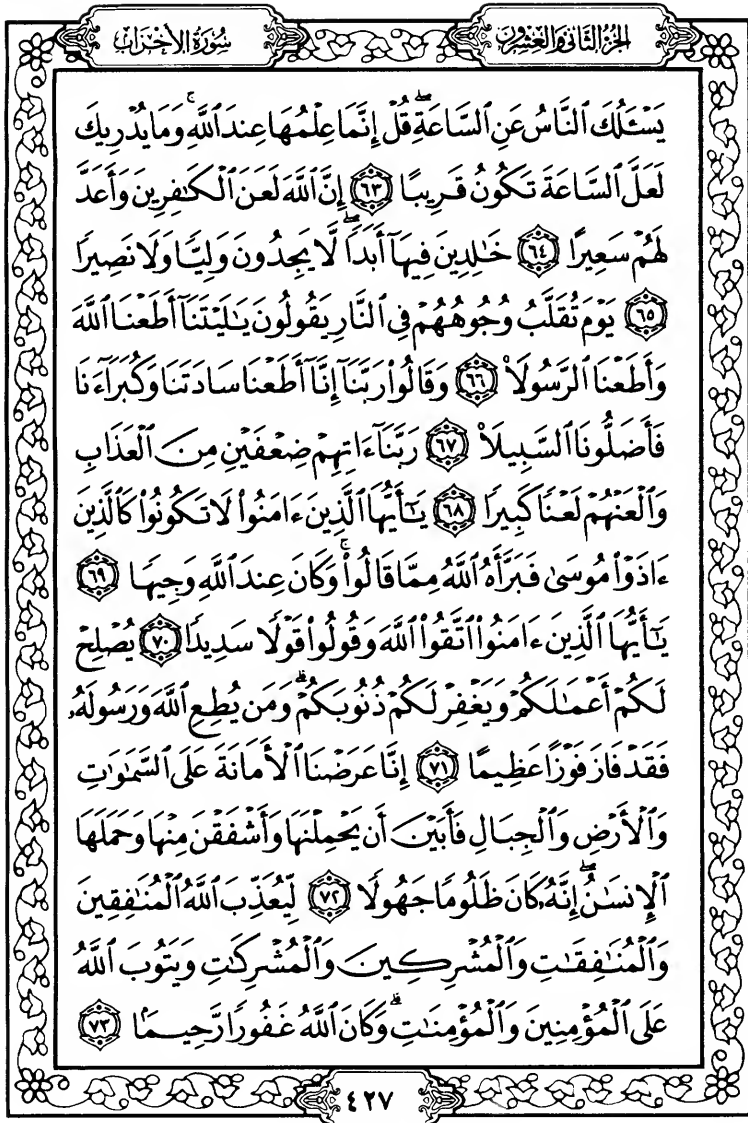 الجزء الثاني والعشرون
سورة الأحزاب
يَسْـَٔلُكَ ٱلنَّاسُ عَنِ ٱلسَّاعَةِۖ قُلْ إِنَّمَا عِلْمُهَا عِندَ ٱللَّهِۚ وَمَا يُدْرِيكَ
لَعَلَّ ٱلسَّاعَةَ تَكُونُ قَرِيبًا ٦٣ إِنَّ ٱللَّهَ لَعَنَ ٱلْكَٰفِرِينَ وَأَعَدَّ
لَهُمْ سَعِيرًا ٦٤ خَٰلِدِينَ فِيهَآ أَبَدًاۖ لَّا يَجِدُونَ وَلِيًّا وَلَا نَصِيرًا
٦٥ يَوْمَ تُقَلَّبُ وُجُوهُهُمْ فِي ٱلنَّارِ يَقُولُونَ يَٰلَيْتَنَآ أَطَعْنَا ٱللَّهَ
وَأَطَعْنَا ٱلرَّسُولَا۠ ٦٦ وَقَالُوا۟ رَبَّنَآ إِنَّآ أَطَعْنَا سَادَتَنَا وَكُبَرَآءَنَا
فَأَضَلُّونَا ٱلسَّبِيلَا۠ ٦٧ رَبَّنَآ ءَاتِهِمْ ضِعْفَيْنِ مِنَ ٱلْعَذَابِ
وَٱلْعَنْهُمْ لَعْنًا كَبِيرًا ٦٨ يَٰٓأَيُّهَا ٱلَّذِينَ ءَامَنُوا۟ لَا تَكُونُوا۟ كَٱلَّذِينَ
ءَاذَوْا۟ مُوسَىٰ فَبَرَّأَهُ ٱللَّهُ مِمَّا قَالُوا۟ۚ وَكَانَ عِندَ ٱللَّهِ وَجِيهًا ٦٩
يَٰٓأَيُّهَا ٱلَّذِينَ ءَامَنُوا۟ ٱتَّقُوا۟ ٱللَّهَ وَقُولُوا۟ قَوْلًا سَدِيدًا ٧٠ يُصْلِحْ
لَكُمْ أَعْمَٰلَكُمْ وَيَغْفِرْ لَكُمْ ذُنُوبَكُمْۗ وَمَن يُطِعِ ٱللَّهَ وَرَسُولَهُۥ
فَقَدْ فَازَ فَوْزًا عَظِيمًا ٧١ إِنَّا عَرَضْنَا ٱلْأَمَانَةَ عَلَى ٱلسَّمَٰوَٰتِ
وَٱلْأَرْضِ وَٱلْجِبَالِ فَأَبَيْنَ أَن يَحْمِلْنَهَا وَأَشْفَقْنَ مِنْهَا وَحَمَلَهَا
ٱلْإِنسَٰنُۖ إِنَّهُۥ كَانَ ظَلُومًا جَهُولًا ٧٢ لِّيُعَذِّبَ ٱللَّهُ ٱلْمُنَٰفِقِينَ
وَٱلْمُنَٰفِقَٰتِ وَٱلْمُشْرِكِينَ وَٱلْمُشْرِكَٰتِ وَيَتُوبَ ٱللَّهُ
عَلَى ٱلْمُؤْمِنِينَ وَٱلْمُؤْمِنَٰتِۗ وَكَانَ ٱللَّهُ غَفُورًا رَّحِيمًۢا ٧٣
٤٢٧